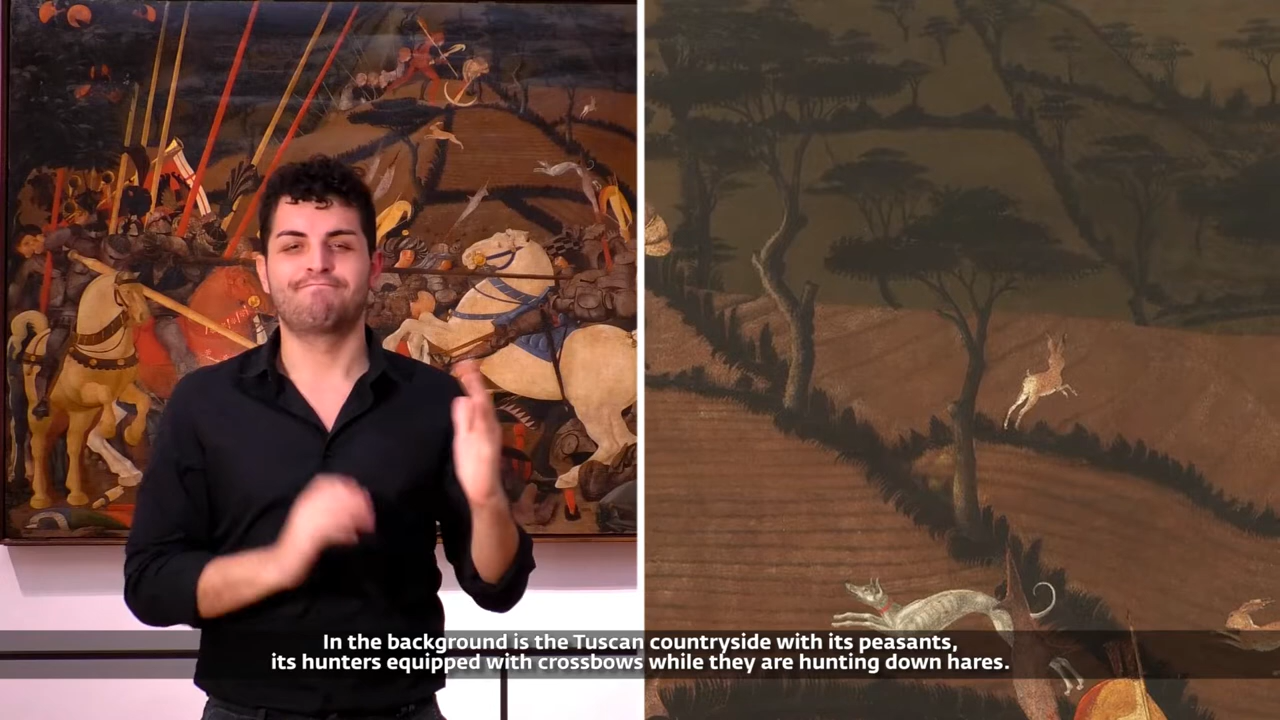 In the background is the Tuscan countryside with its peasants,
its hunters equipped with crossbows while they are hunting down hares.